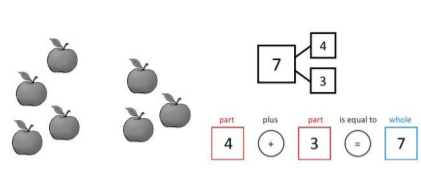 4
7
3
part plus part is equal to whole
4 + 3 = 7